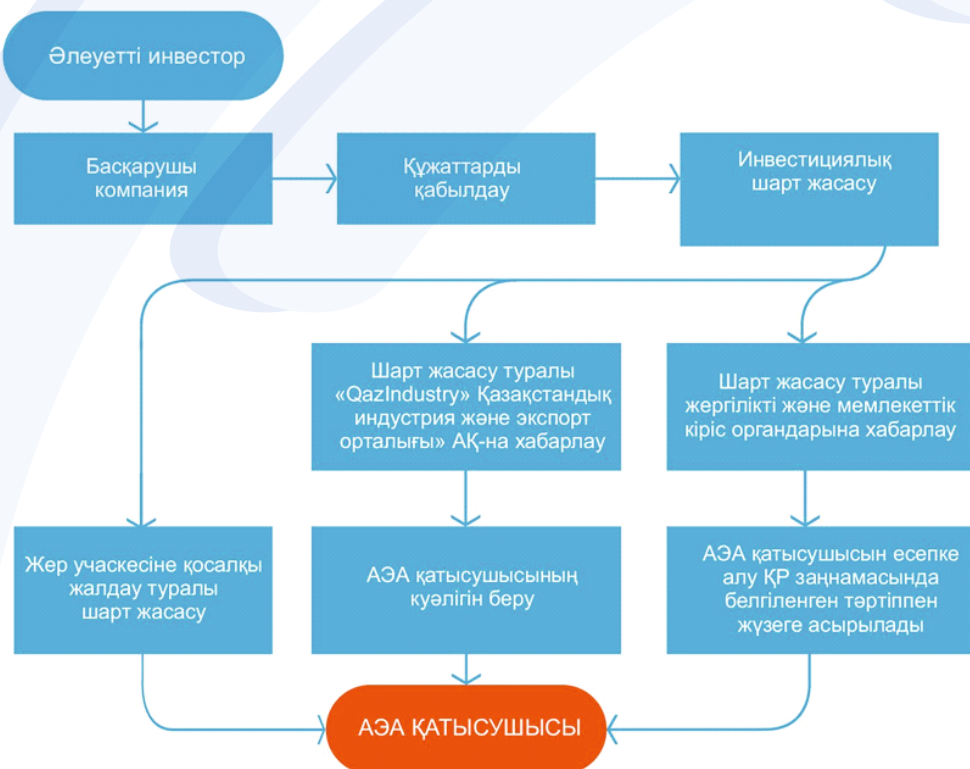 Әлеуетті инвестор
Басқарушы
компания
Құжаттарды
қабылдау
Инвестициялық
шарт жасасу
Шарт жасасу туралы
«QazIndustry» Қазақстандық
индустрия және экспорт
орталығы» АҚ-на хабарлау
Шарт жасасу туралы
жергілікті және мемлекеттік
кіріс органдарына хабарлау
Жер учаскесіне қосалқы
жалдау туралы
шарт жасасу
АЭА қатысушысының
куәлігін беру
АЭА қатысушысын есепке
алу ҚР заңнамасында
белгіленген тәртіппен
жүзеге асырылады
АЭА ҚАТЫСУШЫСЫ